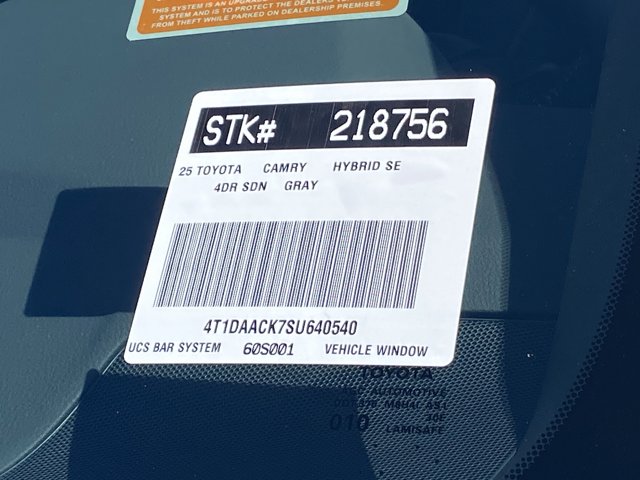 THIS SYSTEM IS AN UPGRADE
SYSTEM AND IS TO PROTECT THE DEALERS
FROM THEFT WHILE PARKED ON DEALERSHIP PREMISES.
STK# 218756
25 TOYOTA CAMRY HYBRID SE
4DR SDN GRAY
4T1DAACK7SU640540
UCS BAR SYSTEM 60S001 VEHICLE WINDOW
TOYOTA
AUTOMOTIVE
010
LAMISAFE